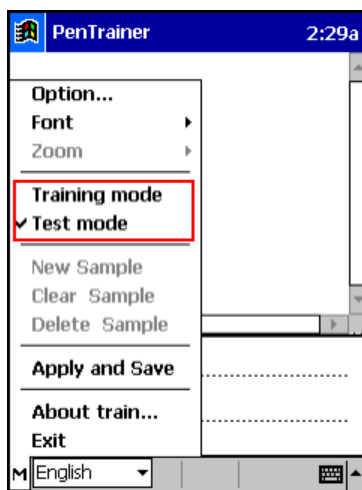 PenTrainer 2:29a
Option...
Font
Zoom
Training mode
Test mode
New Sample
Clear Sample
Delete Sample
Apply and Save
About train...
Exit
M English